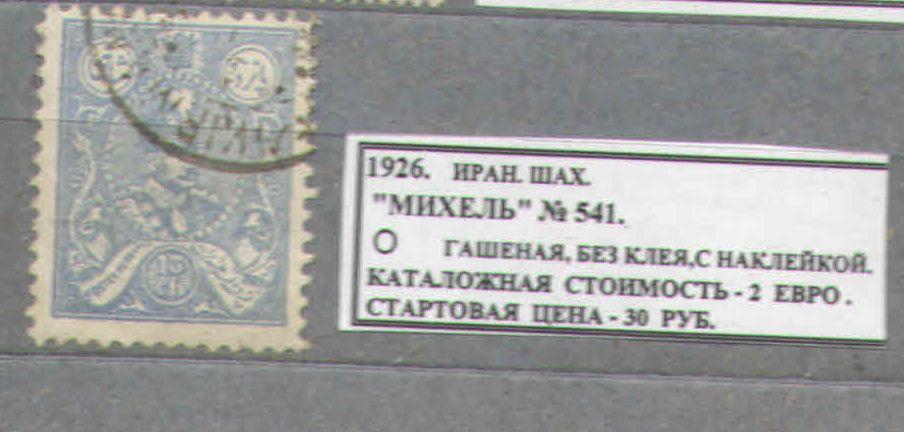 1926. ИРАН. ШАХ.
"МИХЕЛЬ" № 541.
О ГАШЕНАЯ, БЕЗ КЛЕЯ,С НАКЛЕЙКОЙ.
КАТАЛОЖНАЯ СТОИМОСТЬ - 2 ЕВРО.
СТАРТОВАЯ ЦЕНА - 30 РУБ.